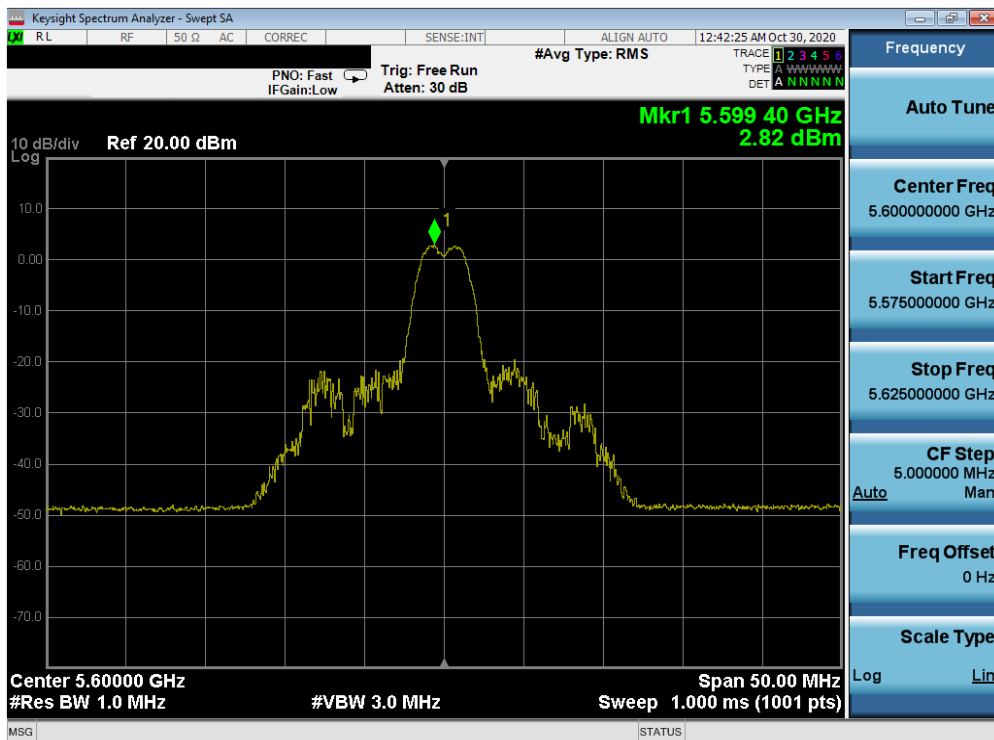 Keysight Spectrum Analyzer - Swept SA
LXI RL RF 50 Ω AC CORREC SENSE:INT ALIGN AUTO 12:42:25 AM Oct 30, 2020
PNO: Fast Trig: Free Run #Avg Type: RMS TRACE 1 2 3 4 5 6
IFGain:Low Atten: 30 dB TYPE A WWWWW
DET A N N N N N
Mkr1 5.599 40 GHz
2.82 dBm
10 dB/div Ref 20.00 dBm
Log
10.0
0.00
-10.0
-20.0
-30.0
-40.0
-50.0
-60.0
-70.0
1
Center 5.60000 GHz Span 50.00 MHz
#Res BW 1.0 MHz #VBW 3.0 MHz Sweep 1.000 ms (1001 pts)
MSG STATUS
Frequency
Auto Tune
Center Freq
5.600000000 GHz
Start Freq
5.575000000 GHz
Stop Freq
5.625000000 GHz
CF Step
5.000000 MHz
Auto Man
Freq Offset
0 Hz
Scale Type
Log Lin